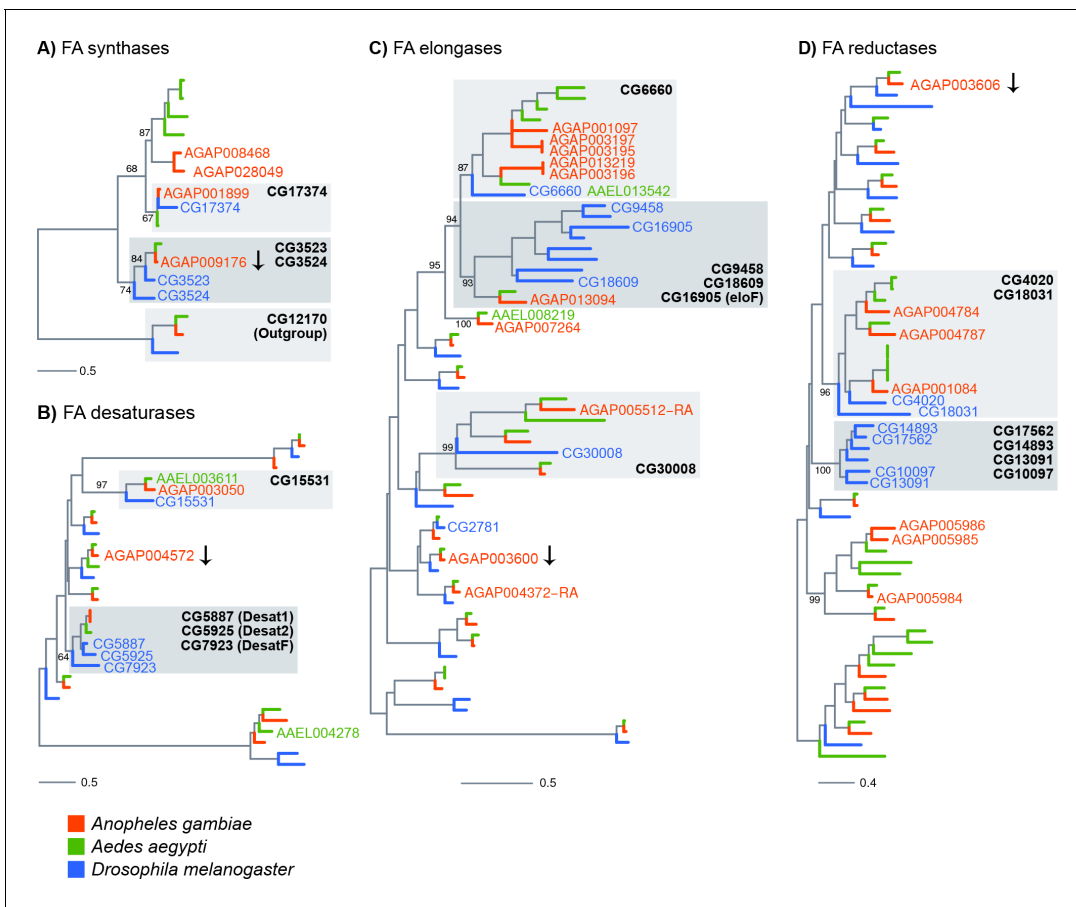 A) FA synthases
87
68
AGAP008468
AGAP028049
AGAP001899
CG17374
CG17374
67
84
AGAP009176 ↓
CG3523
CG3524
CG3523
CG3524
74
CG12170
(Outgroup)
0.5
B) FA desaturases
97
AAEL003611
CG15531
AGAP003050
CG15531
AGAP004572 ↓
CG5887 (Desat1)
CG5925 (Desat2)
CG7923 (DesatF)
CG5887
CG5925
CG7923
64
AAEL004278
0.5
C) FA elongases
CG6660
AGAP001097
AGAP003197
AGAP003195
AGAP013219
AGAP003196
87
CG6660 AAEL013542
94
CG9458
CG16905
95
CG9458
CG18609
CG16905 (eloF)
93
CG18609
AGAP013094
100
AAEL008219
AGAP007264
AGAP005512-RA
99
CG30008
CG30008
CG2781
AGAP003600 ↓
AGAP004372-RA
0.5
D) FA reductases
AGAP003606 ↓
CG4020
CG18031
AGAP004784
AGAP004787
96
AGAP001084
CG4020
CG18031
CG14893
CG17562
CG17562
CG14893
CG13091
CG10097
100
CG10097
CG13091
AGAP005986
AGAP005985
99
AGAP005984
0.4
Anopheles gambiae
Aedes aegypti
Drosophila melanogaster